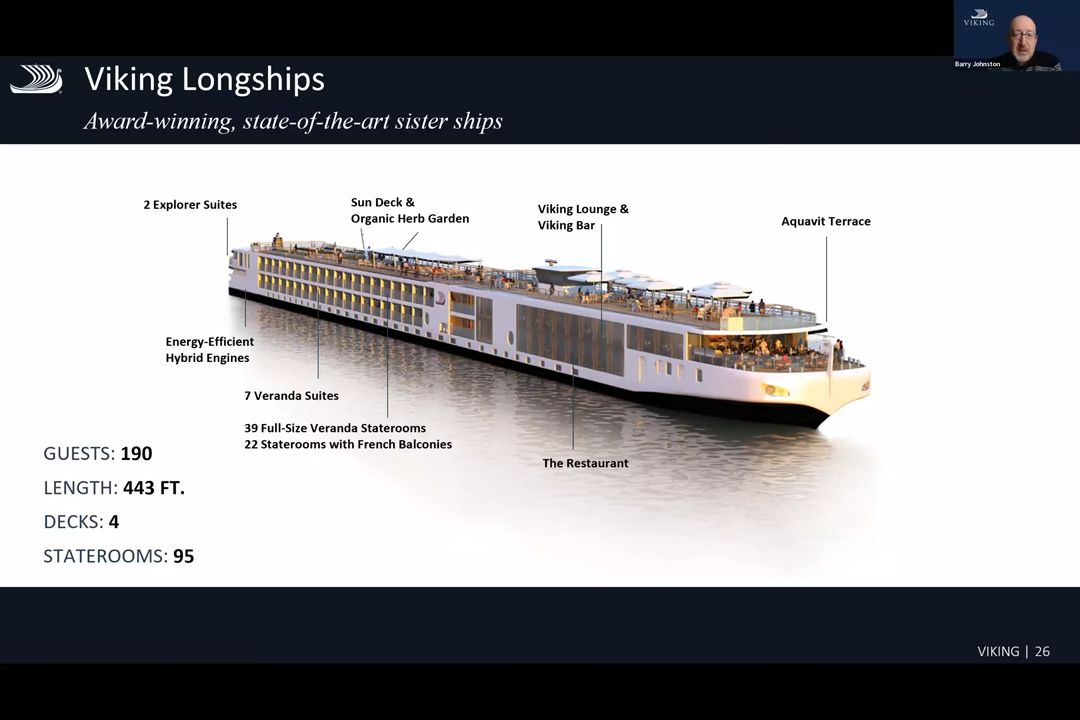 VIKING
Barry Johnston
Viking Longships
Award-winning, state-of-the-art sister ships
2 Explorer Suites
Sun Deck &
Organic Herb Garden
Viking Lounge &
Viking Bar
Aquavit Terrace
Energy-Efficient
Hybrid Engines
7 Veranda Suites
39 Full-Size Veranda Staterooms
22 Staterooms with French Balconies
The Restaurant
GUESTS: 190
LENGTH: 443 FT.
DECKS: 4
STATEROOMS: 95
VIKING | 26